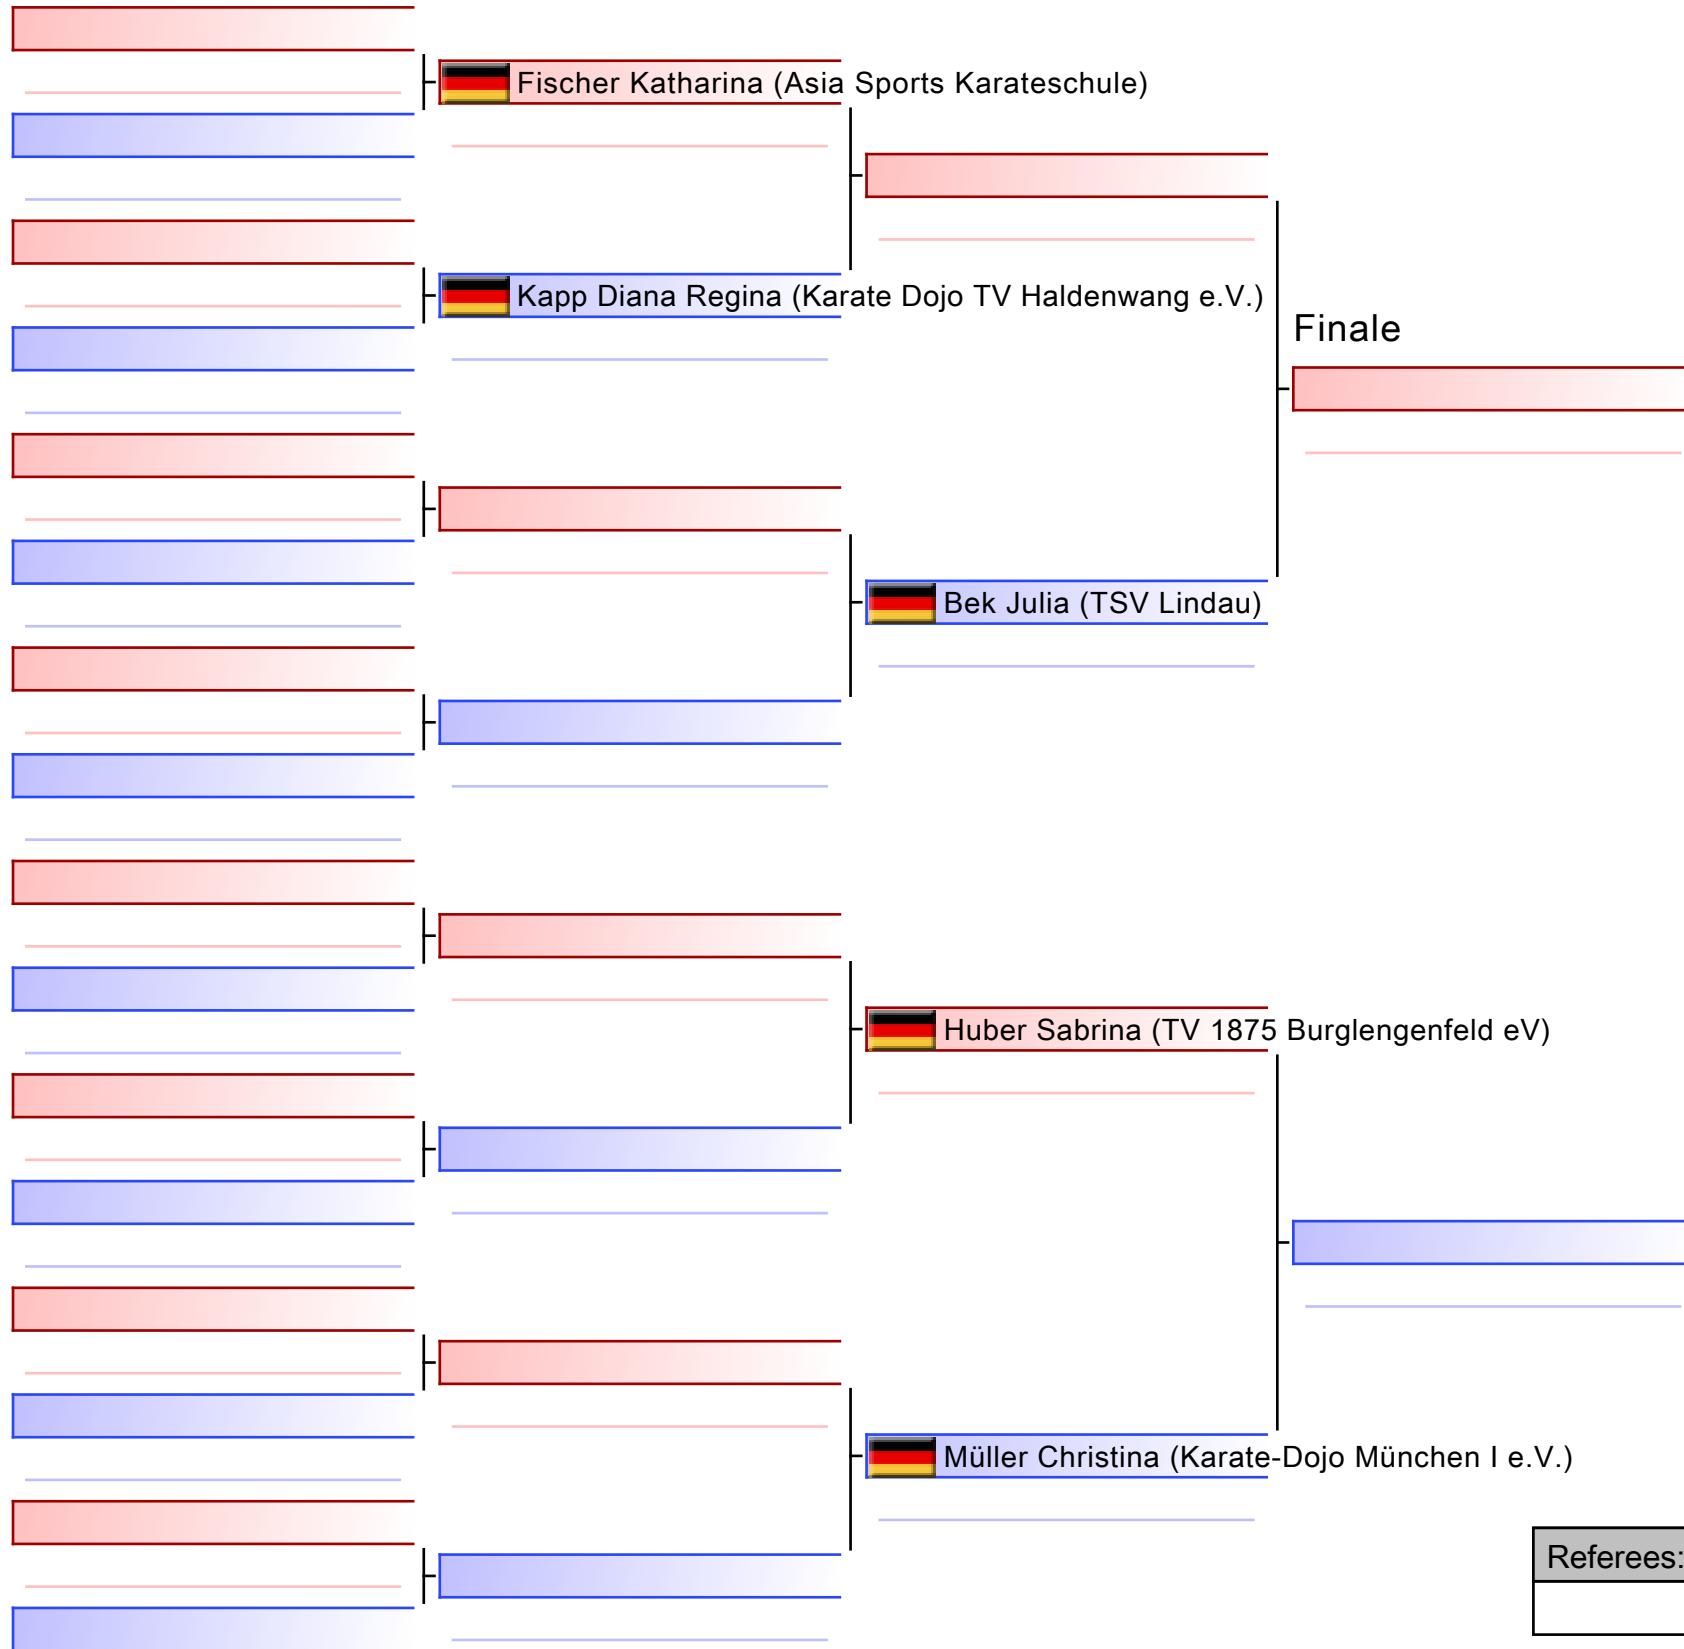 Fischer Katharina (Asia Sports Karateschule)
Kapp Diana Regina (Karate Dojo TV Haldenwang e.V.)
Finale
Bek Julia (TSV Lindau)
Huber Sabrina (TV 1875 Burglengenfeld eV)
Müller Christina (Karate-Dojo München I e.V.)
Referees: